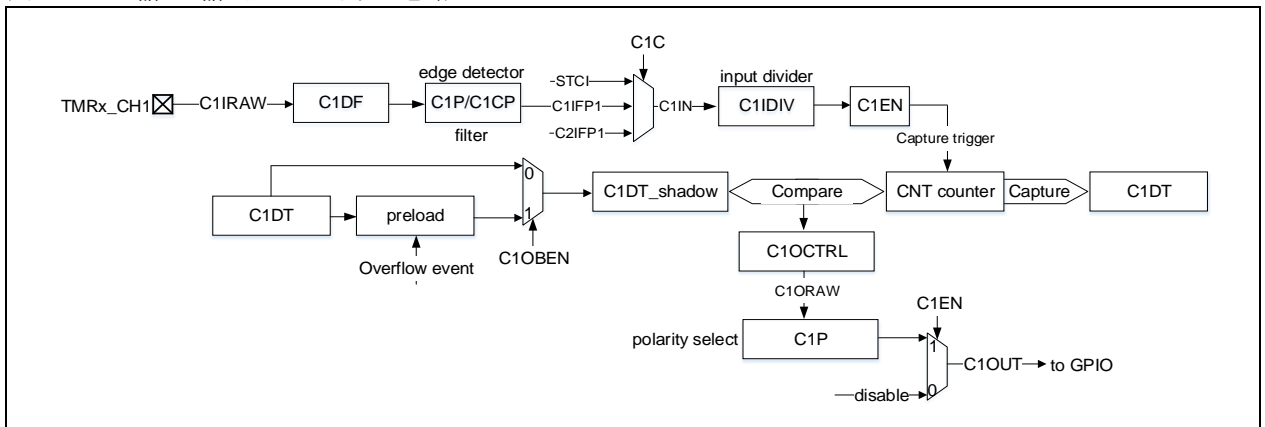 C1C
edge detector
input divider
-STCI
TMRx_CH1
C1IRAW
C1DF
C1P/C1CP
C1IFP1
C1IN
C1IDIV
C1EN
filter
-C2IFP1
Capture trigger
0
C1DT
preload
1
C1DT_shadow
Compare
CNT counter
Capture
C1DT
C1OBEN
Overflow event
C1OCTRL
C1ORAW
C1EN
polarity select
C1P
1
C1OUT
to GPIO
disable
0